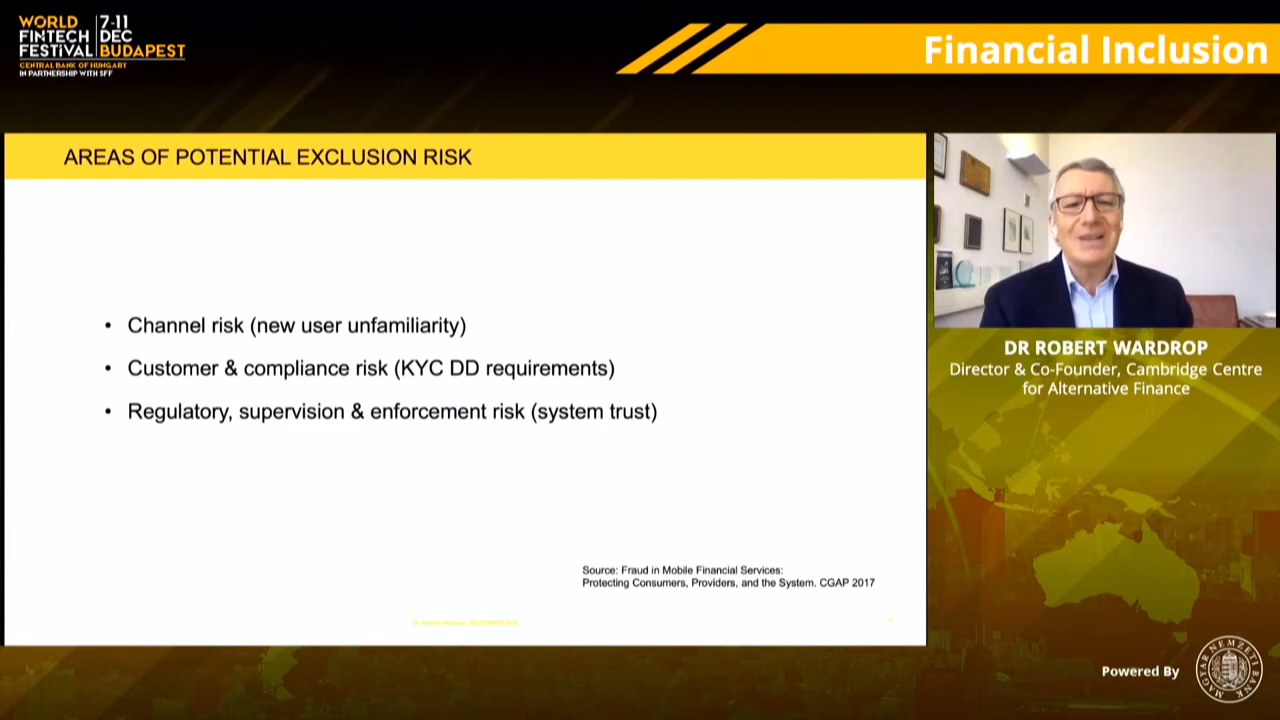 WORLD
FINTECH
FESTIVAL
7-11
DEC
BUDAPEST
CENTRAL BANK OF HUNGARY
IN PARTNERSHIP WITH SFF
Financial Inclusion
AREAS OF POTENTIAL EXCLUSION RISK
• Channel risk (new user unfamiliarity)
• Customer & compliance risk (KYC DD requirements)
• Regulatory, supervision & enforcement risk (system trust)
Source: Fraud in Mobile Financial Services:
Protecting Consumers, Providers, and the System. CGAP 2017
DR ROBERT WARDROP
Director & Co-Founder, Cambridge Centre
for Alternative Finance
Powered By
MAGYAR NEMZETI BANK